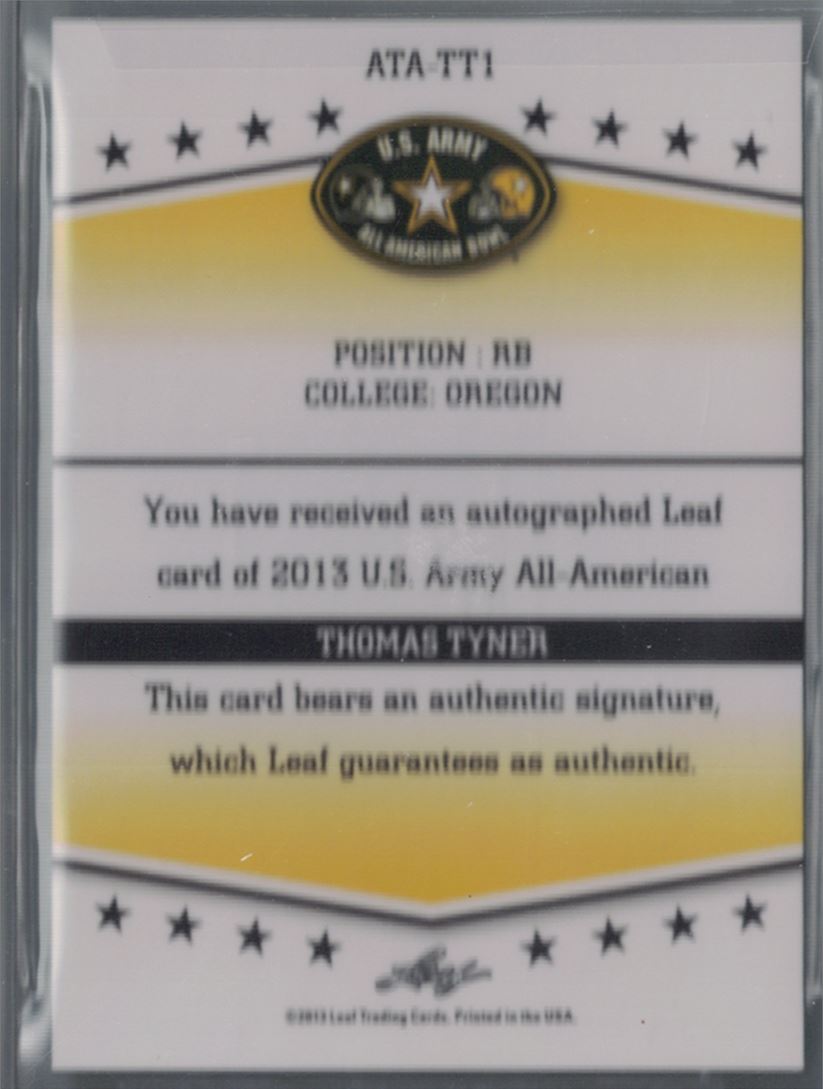 ATA-TT1
U.S. ARMY
ALL AMERICAN BOWL
POSITION : RB
COLLEGE: OREGON
You have received an autographed Leaf
card of 2013 U.S. Army All-American
THOMAS TYNER
This card bears an authentic signature,
which Leaf guarantees as authentic.
Leaf
©2013 Leaf Trading Cards. Printed in the USA.